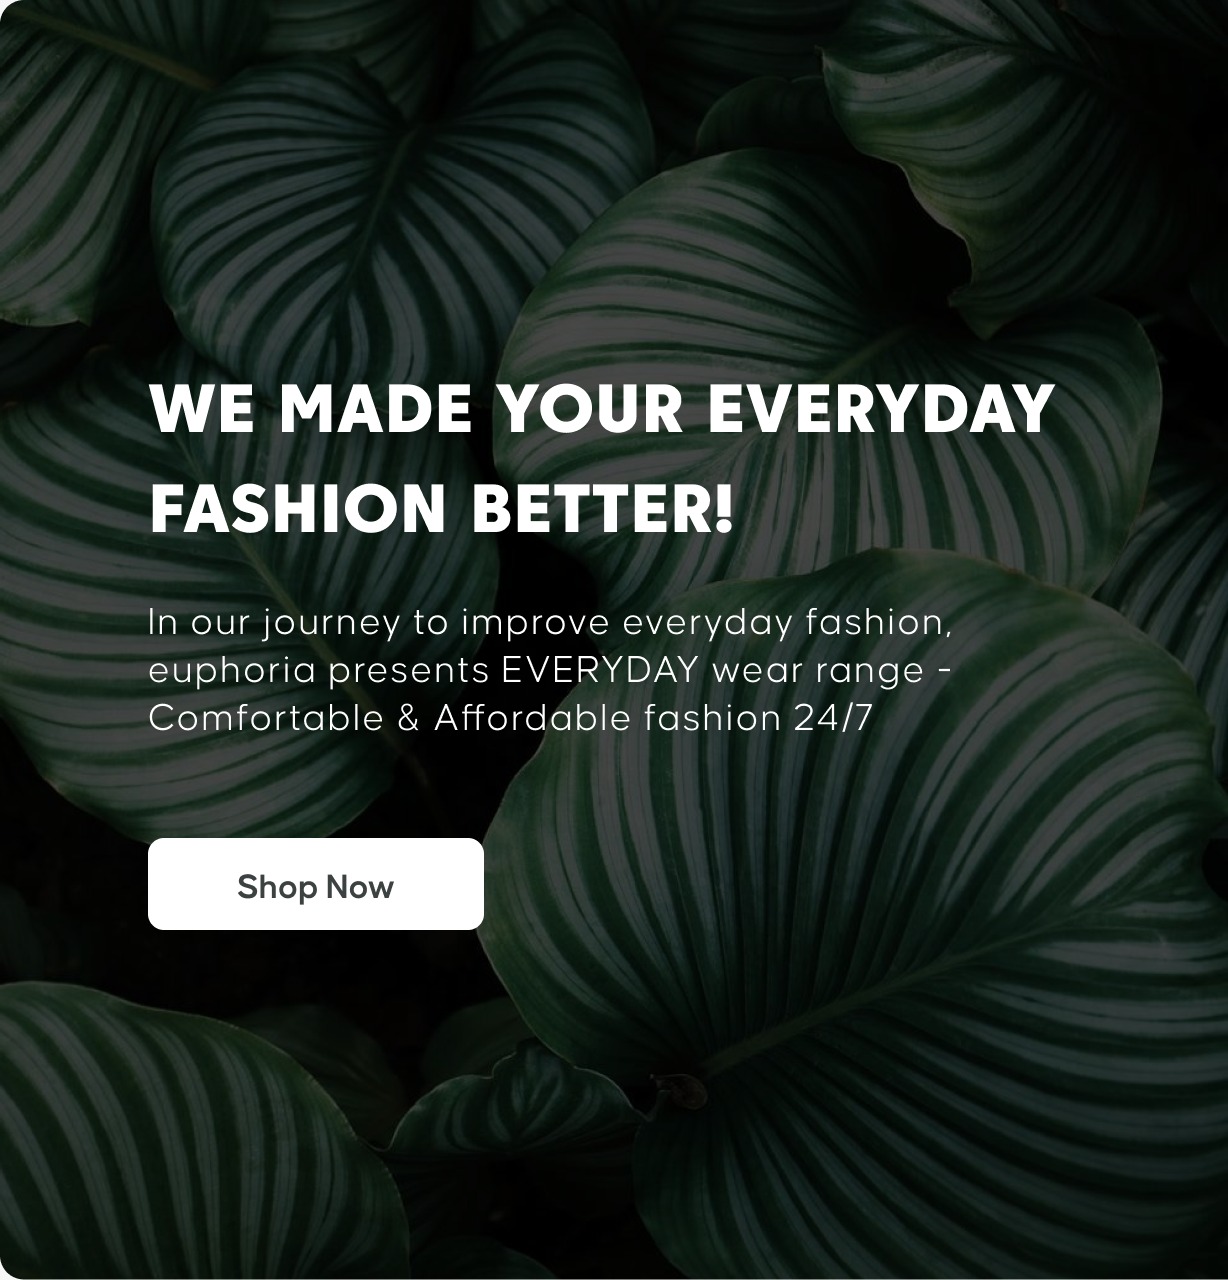 WE MADE YOUR EVERYDAY
FASHION BETTER!
In our journey to improve everyday fashion,
euphoria presents EVERYDAY wear range -
Comfortable & Affordable fashion 24/7
Shop Now